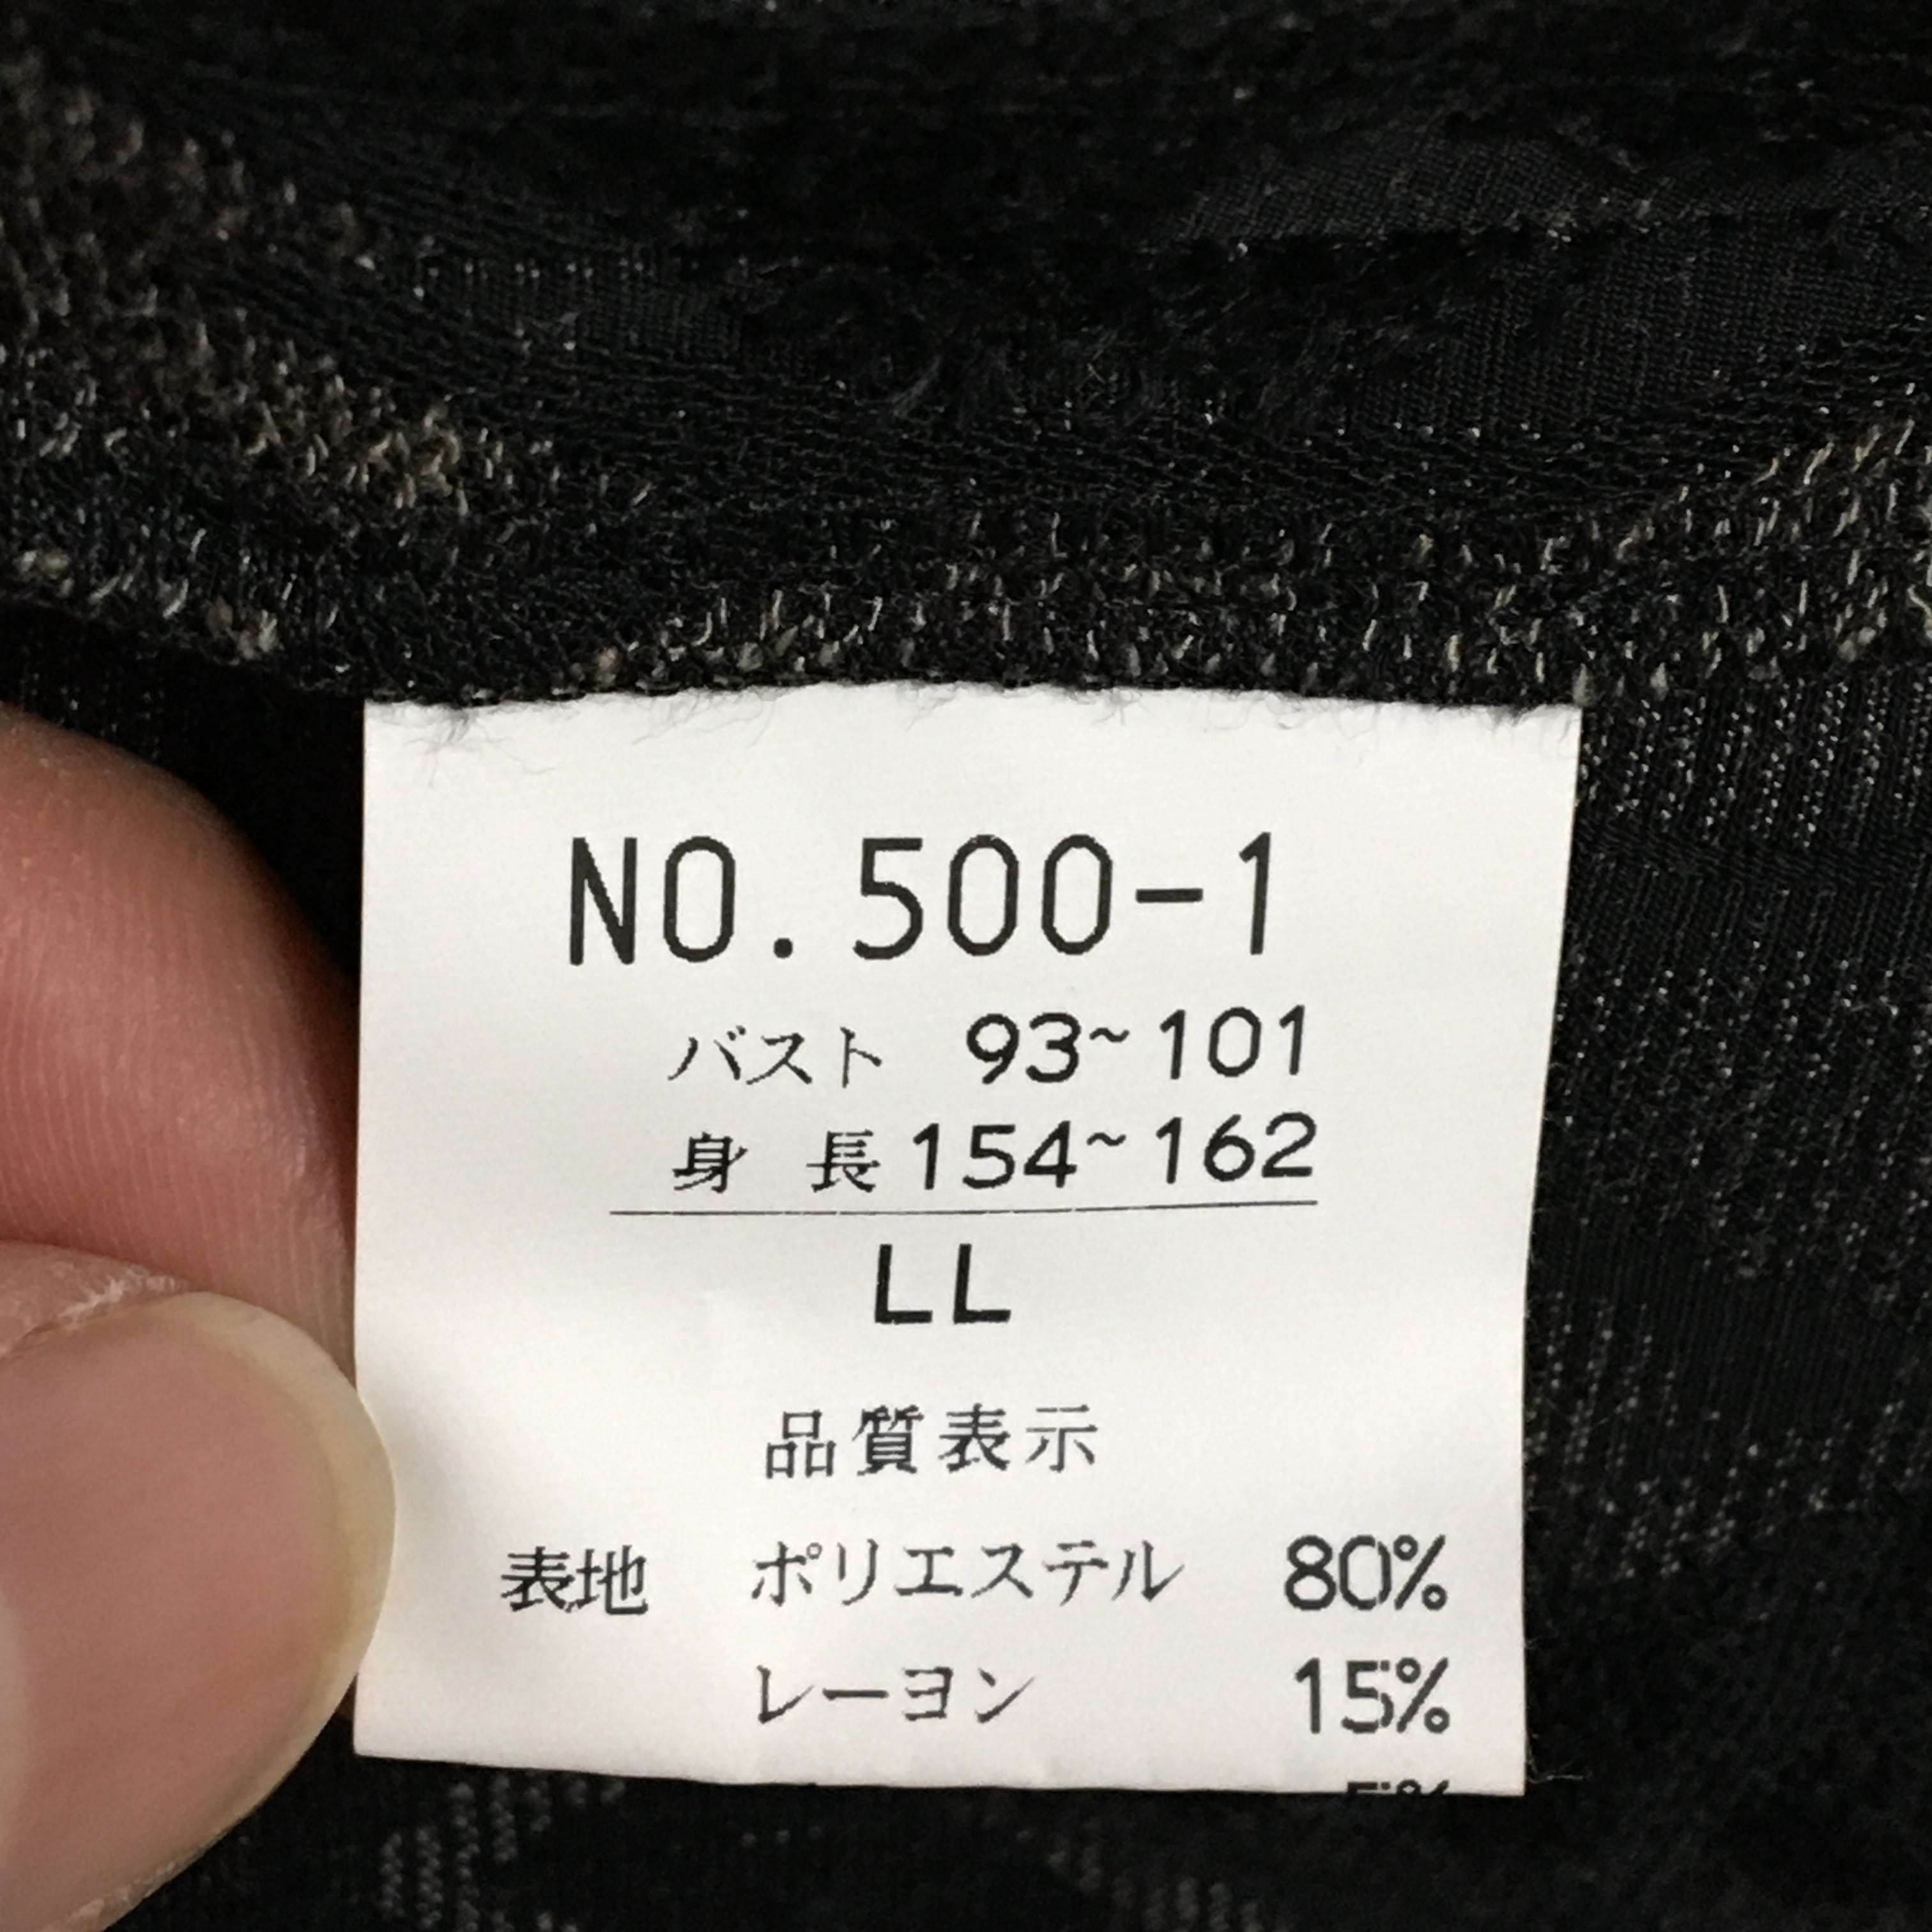 NO.500-1
バスト 93~101
身長 154~162
LL
品質表示
表地 ポリエステル 80%
レーヨン 15%
5%